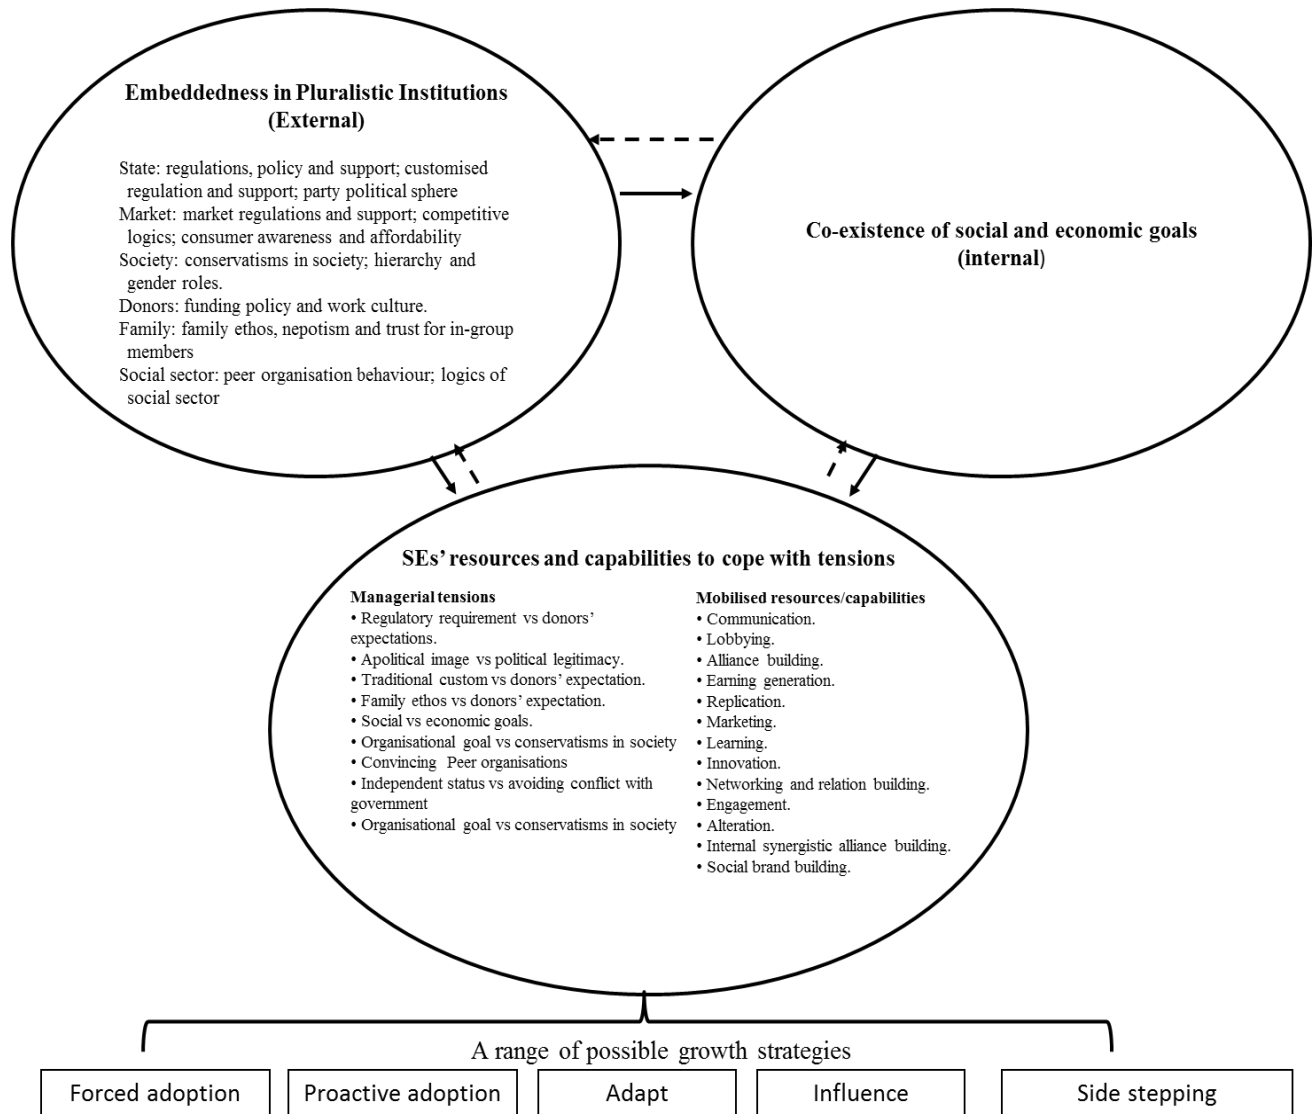 Embeddedness in Pluralistic Institutions
(External)
State: regulations, policy and support; customised
regulation and support; party political sphere
Market: market regulations and support; competitive
logics; consumer awareness and affordability
Society: conservatisms in society; hierarchy and
gender roles.
Donors: funding policy and work culture.
Family: family ethos, nepotism and trust for in-group
members
Social sector: peer organisation behaviour; logics of
social sector
Co-existence of social and economic goals
(internal)
SEs' resources and capabilities to cope with tensions
Managerial tensions
• Regulatory requirement vs donors'
expectations.
• Apolitical image vs political legitimacy.
• Traditional custom vs donors' expectation.
• Family ethos vs donors' expectation.
• Social vs economic goals.
• Organisational goal vs conservatisms in society
• Convincing Peer organisations
• Independent status vs avoiding conflict with
government
• Organisational goal vs conservatisms in society
Mobilised resources/capabilities
• Communication.
• Lobbying.
• Alliance building.
• Earning generation.
• Replication.
• Marketing.
• Learning.
• Innovation.
• Networking and relation building.
• Engagement.
• Alteration.
• Internal synergistic alliance building.
• Social brand building.
A range of possible growth strategies
Forced adoption
Proactive adoption
Adapt
Influence
Side stepping